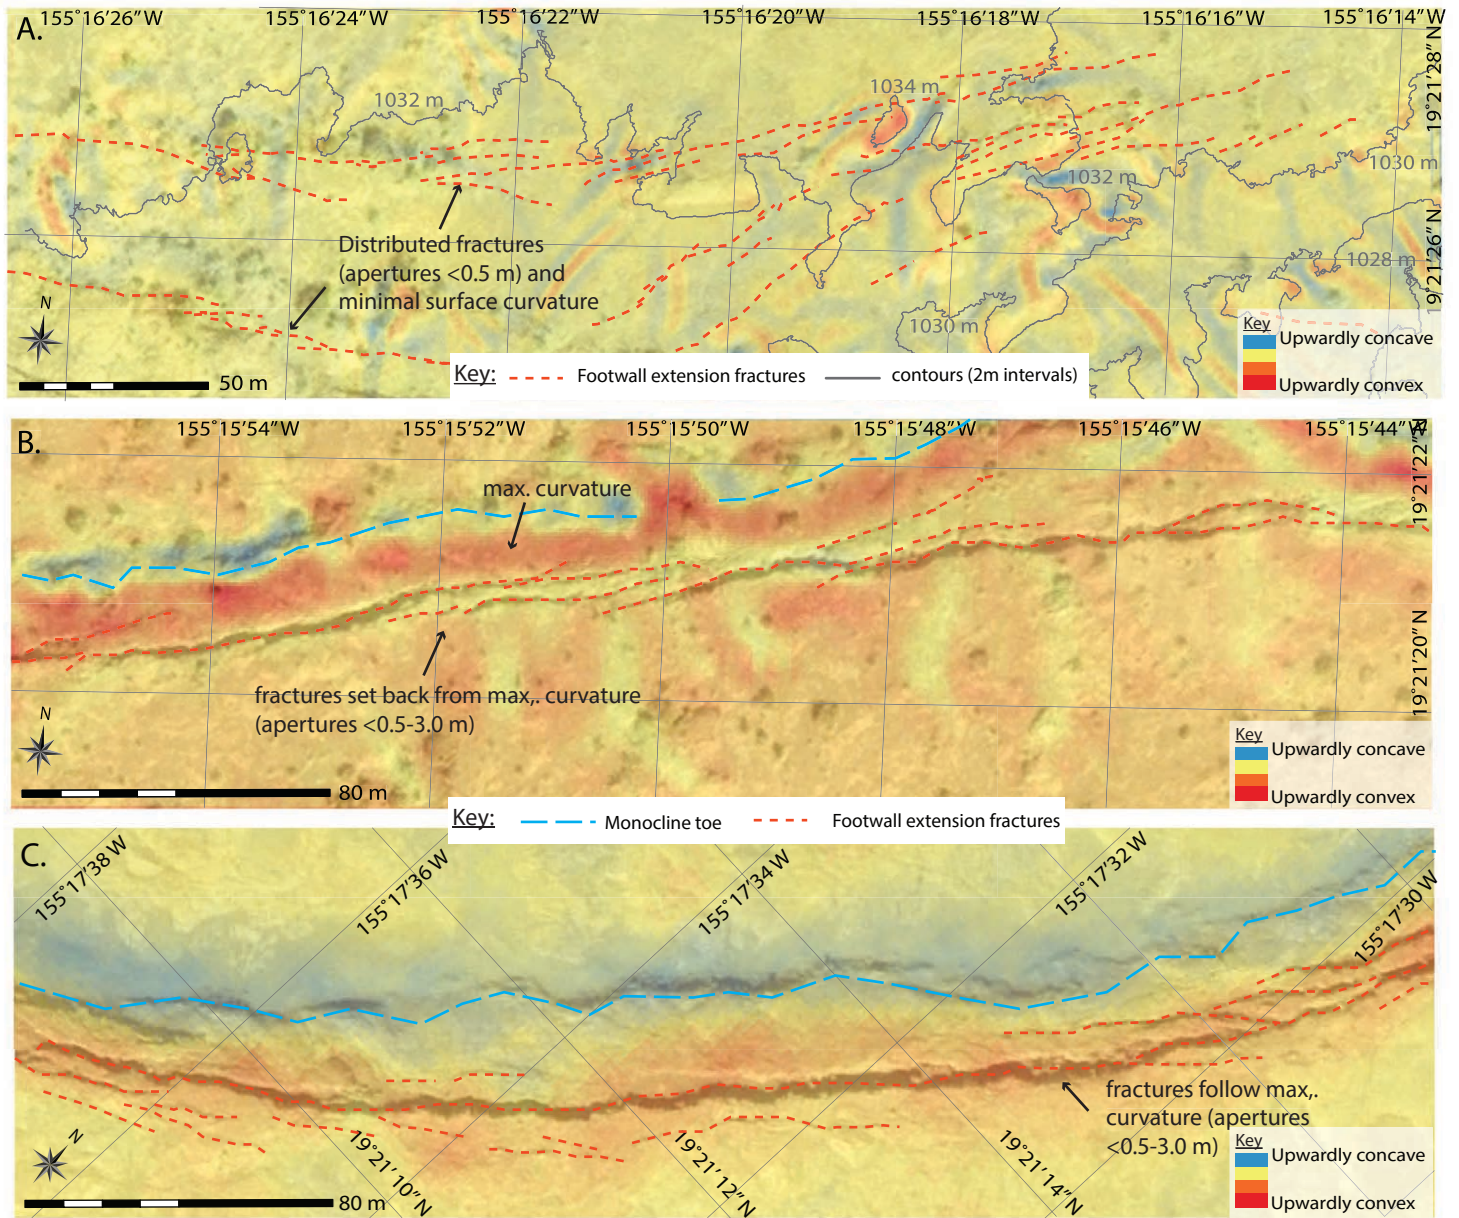 A.
155°16'26"W
155°16'24"W
155°16'22"W
155°16'20"W
155°16'18"W
155°16'16"W
155°16'14"W
19°21'28"N
1034 m
1032 m
1030 m
1032 m
Distributed fractures
(apertures <0.5 m) and
minimal surface curvature
1028 m
19°21'26"N
1030 m
N
50 m
Key
Upwardly concave
Upwardly convex
Key:
Footwall extension fractures
contours (2m intervals)
B.
155°15'54"W
155°15'52"W
155°15'50"W
155°15'48"W
155°15'46"W
155°15'44"W
19°21'22"N
max. curvature
19°21'20"N
fractures set back from max,. curvature
(apertures <0.5-3.0 m)
N
80 m
Key
Upwardly concave
Upwardly convex
Key:
Monocline toe
Footwall extension fractures
C.
155°17'38"W
155°17'36"W
155°17'34"W
155°17'32"W
155°17'30"W
fractures follow max,.
curvature (apertures
<0.5-3.0 m)
N
19°21'10"N
19°21'12"N
19°21'14"N
80 m
Key
Upwardly concave
Upwardly convex